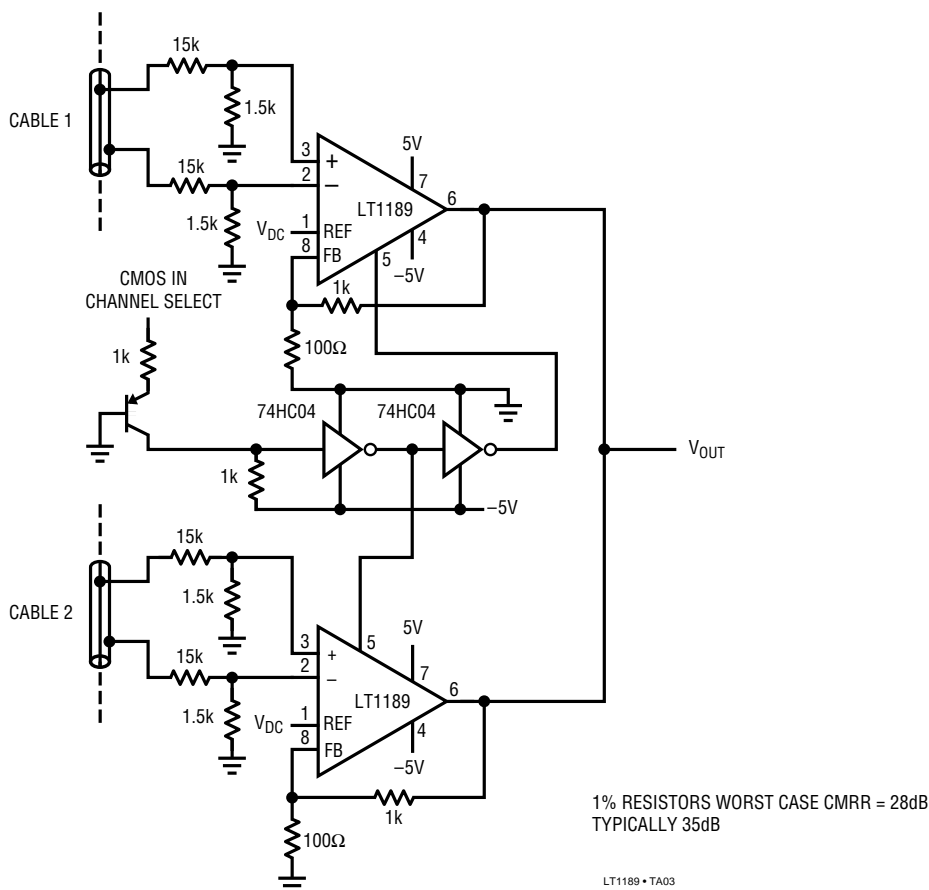 15k
CABLE 1
1.5k
15k
1.5k
3
+
2
−
V_DC
1
REF
8
FB
LT1189
5V
7
6
4
−5V
5
CMOS IN
CHANNEL SELECT
1k
1k
100Ω
74HC04
74HC04
1k
−5V
V_OUT
15k
CABLE 2
1.5k
15k
1.5k
3
+
2
−
V_DC
1
REF
8
FB
LT1189
5
5V
7
6
4
−5V
1k
100Ω
1% RESISTORS WORST CASE CMRR = 28dB
TYPICALLY 35dB
LT1189 • TA03